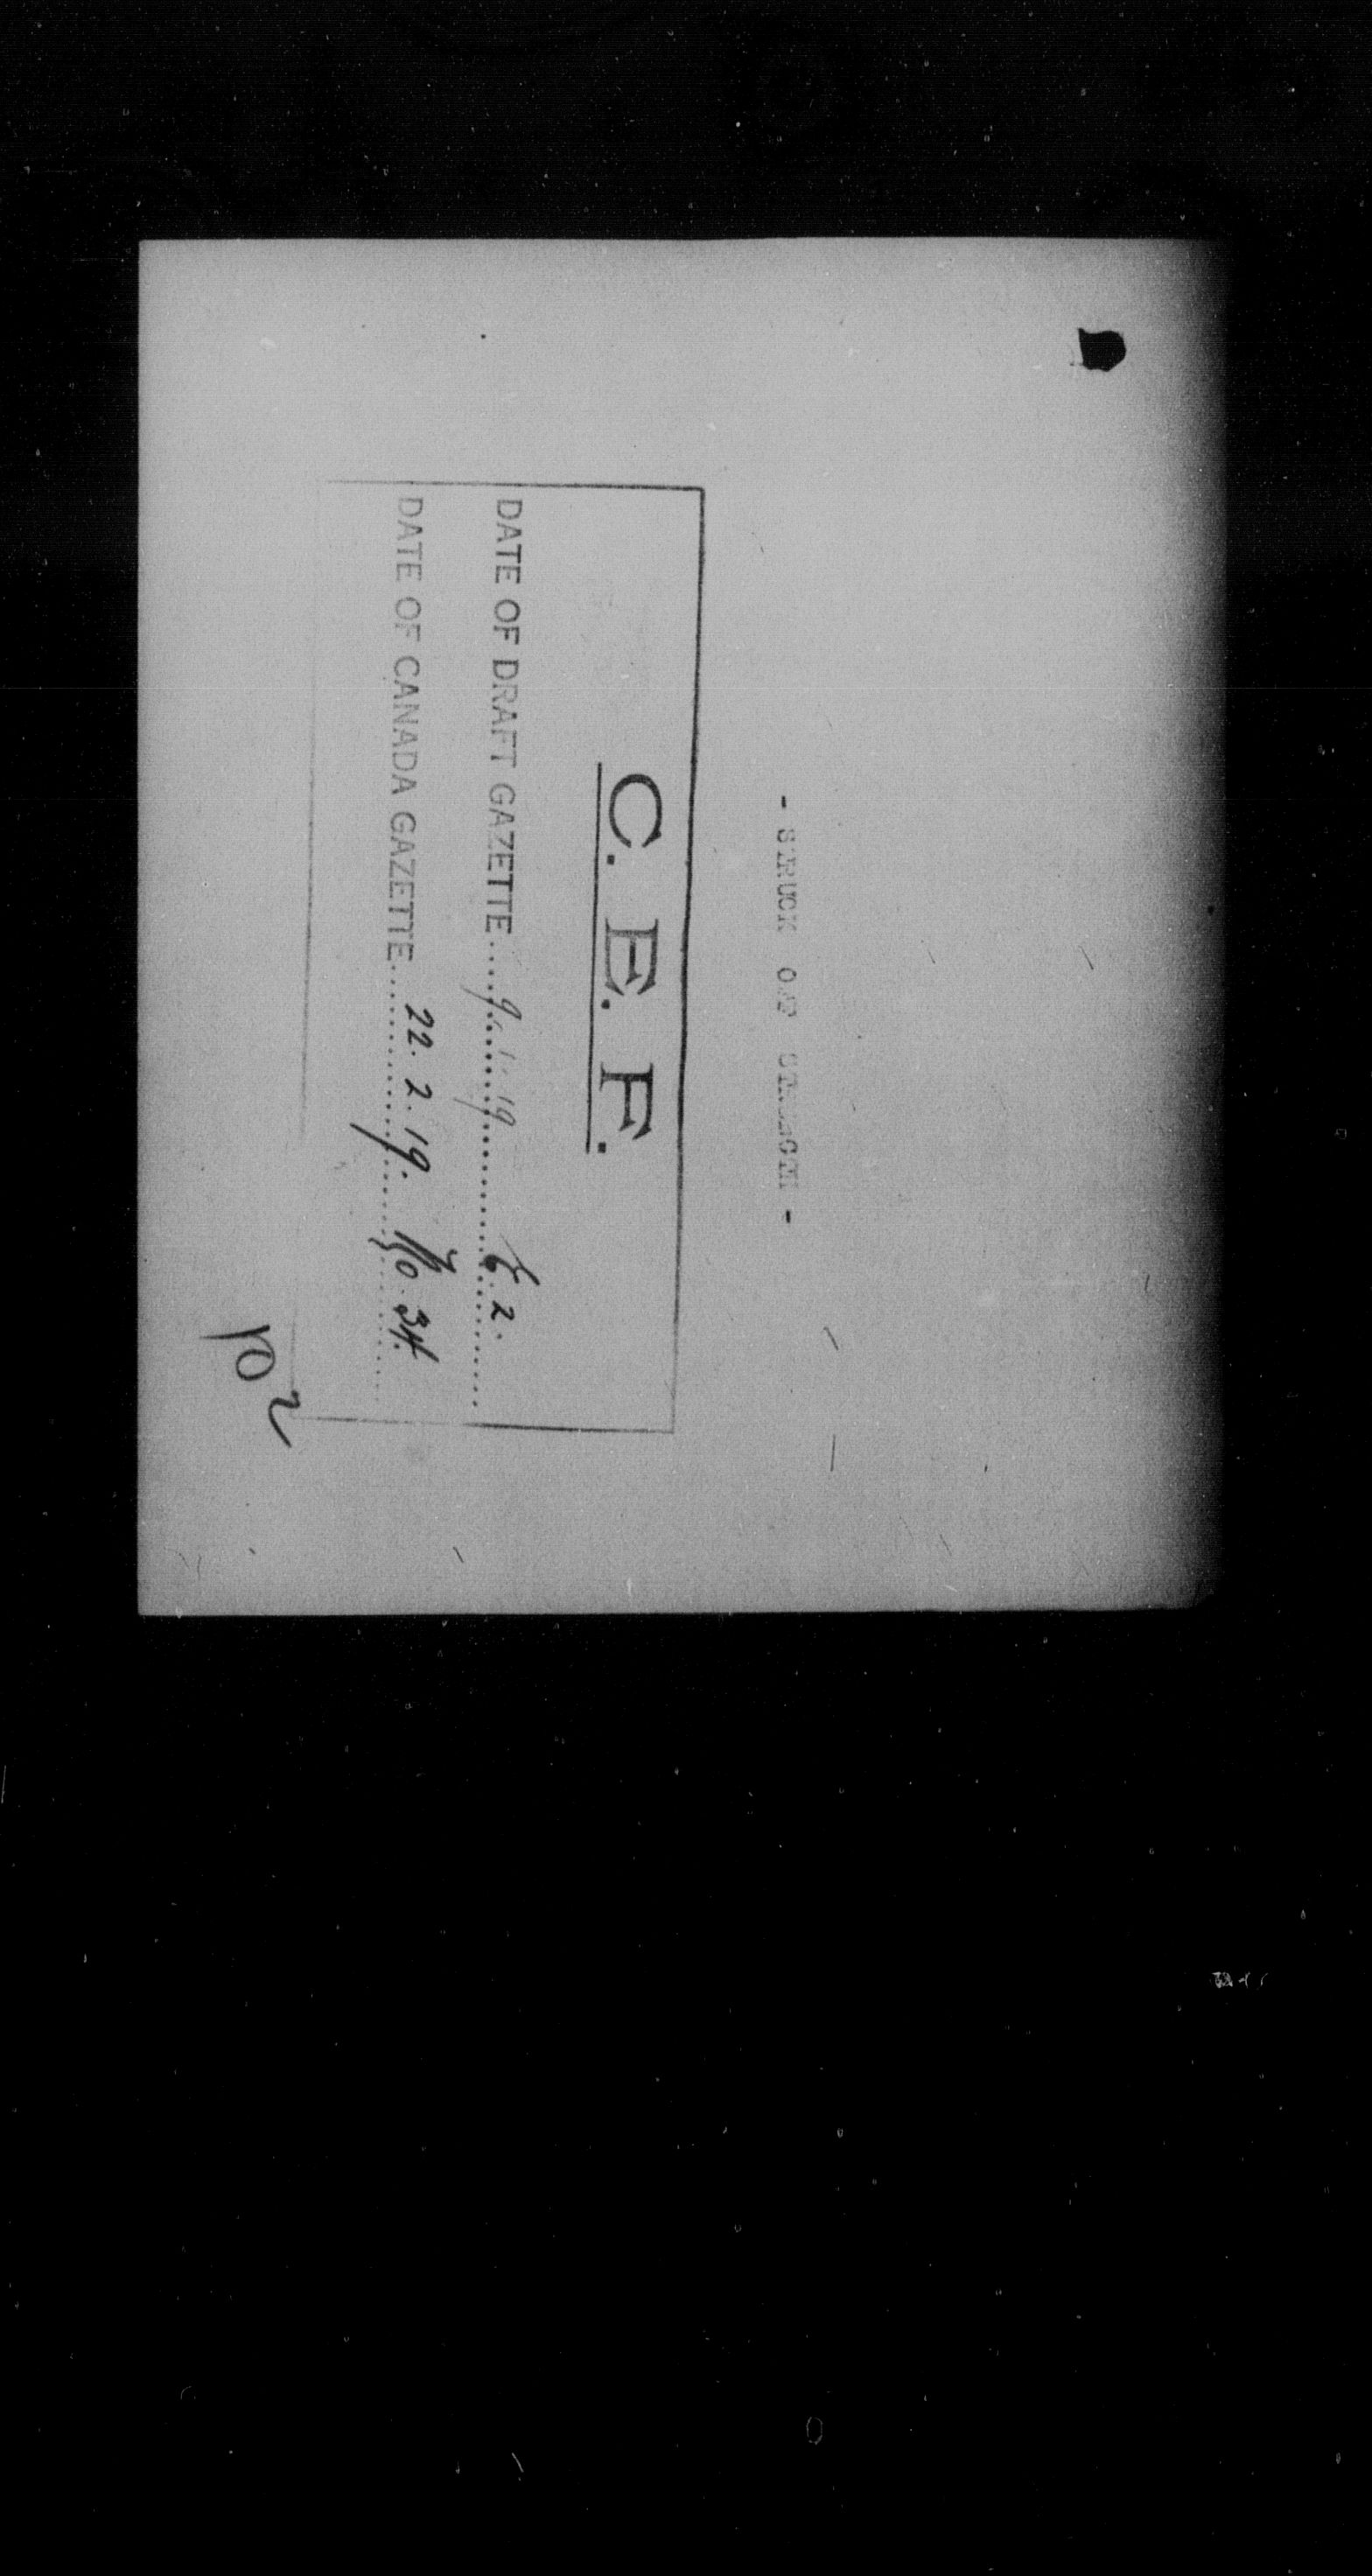 - STRUCK OFF STRENGTH -
C. E. F.
DATE OF DRAFT GAZETTE....9.1.19........ 2.
DATE OF CANADA GAZETTE....22.2.19. No. 34.